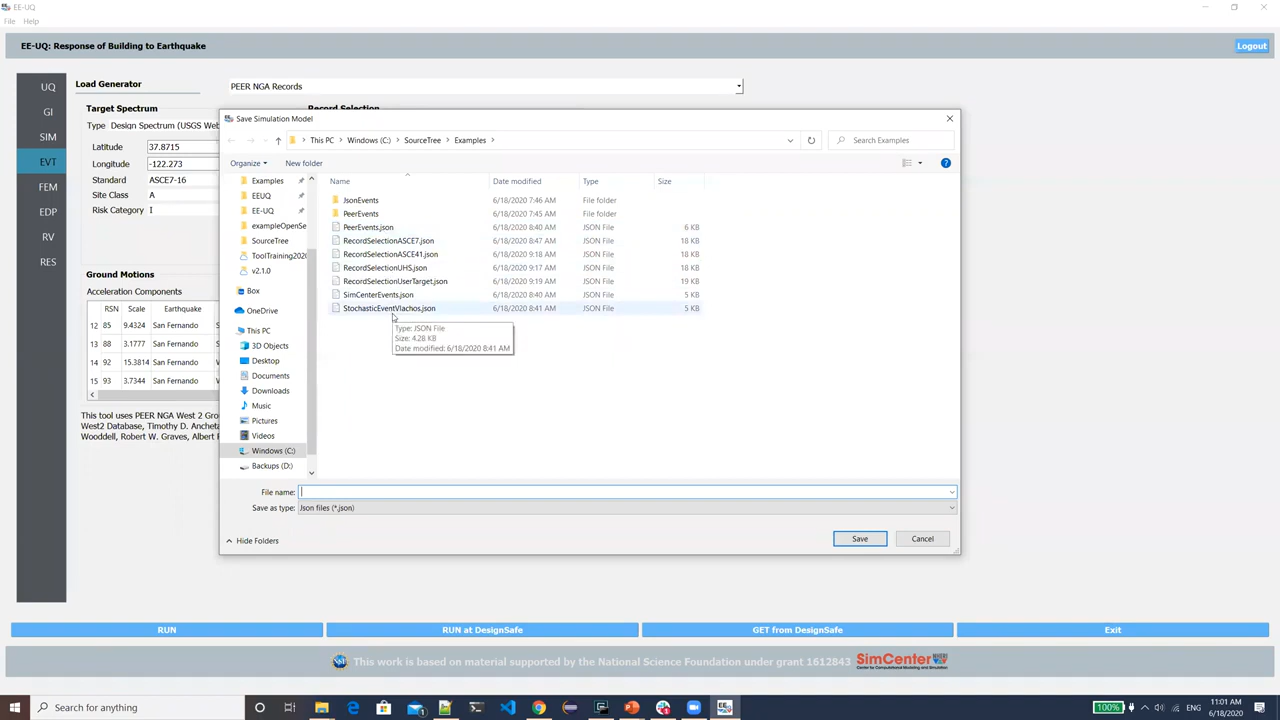 EE-UQ
File Help
EE-UQ: Response of Building to Earthquake
Logout
UQ
GI
SIM
EVT
FEM
EDP
RV
RES
Load Generator
PEER NGA Records
Target Spectrum
Record Selection
Type Design Spectrum (USGS Web
Latitude 37.8715
Longitude -122.273
Standard ASCE7-16
Site Class A
Risk Category I
Ground Motions
Acceleration Components
RSN Scale Earthquake
12 85 9.4324 San Fernando
13 88 3.1777 San Fernando
14 92 15.3814 San Fernando
15 93 3.7344 San Fernando
This tool uses PEER NGA West 2 Gro
West2 Database, Timothy D. Ancheta
Wooddell, Robert W. Graves, Albert
Save Simulation Model
This PC > Windows (C:) > SourceTree > Examples >
Search Examples
Organize
New folder
Examples
EEUQ
EE-UQ
exampleOpenSe
SourceTree
ToolTraining2020
v2.1.0
Box
OneDrive
This PC
3D Objects
Desktop
Documents
Downloads
Music
Pictures
Videos
Windows (C:)
Backups (D:)
Name Date modified Type Size
JsonEvents 6/18/2020 7:46 AM File folder
PeerEvents 6/18/2020 7:45 AM File folder
PeerEvents.json 6/18/2020 8:40 AM JSON File 6 KB
RecordSelectionASCE7.json 6/18/2020 8:47 AM JSON File 18 KB
RecordSelectionASCE41.json 6/18/2020 9:18 AM JSON File 18 KB
RecordSelectionUHS.json 6/18/2020 9:17 AM JSON File 18 KB
RecordSelectionUserTarget.json 6/18/2020 9:19 AM JSON File 19 KB
SimCenterEvents.json 6/18/2020 8:40 AM JSON File 5 KB
StochasticEventVlachos.json 6/18/2020 8:41 AM JSON File 5 KB
Type: JSON File
Size: 4.28 KB
Date modified: 6/18/2020 8:41 AM
File name:
Save as type: Json files (*.json)
Hide Folders
Save
Cancel
RUN
RUN at DesignSafe
GET from DesignSafe
Exit
This work is based on material supported by the National Science Foundation under grant 1612843
SimCenter
Center for Computational Modeling and Simulation
Search for anything
100%
11:01 AM
6/18/2020